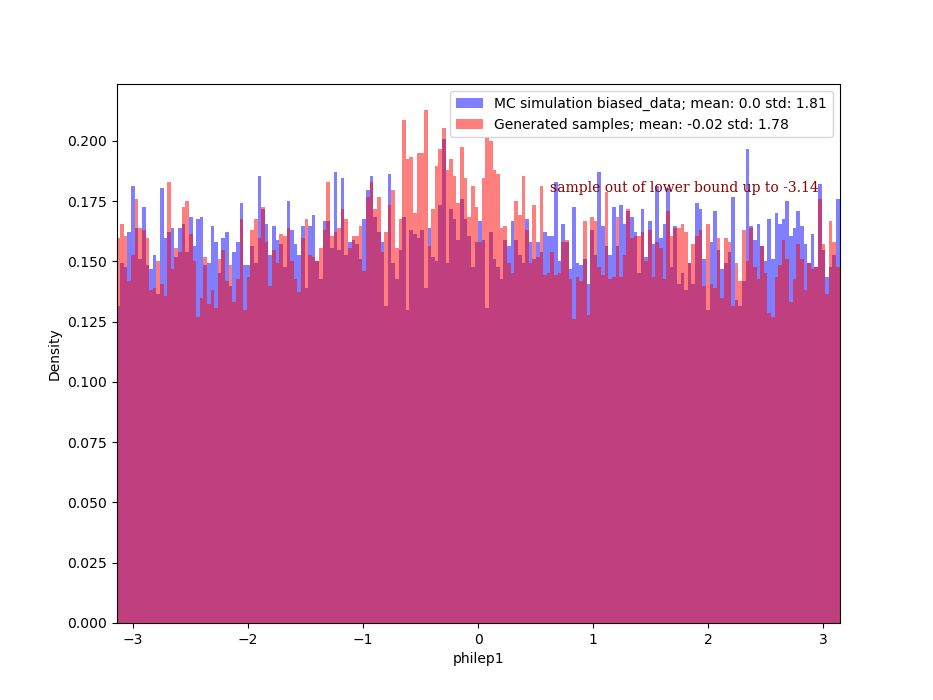 MC simulation biased_data; mean: 0.0 std: 1.81
Generated samples; mean: -0.02 std: 1.78
sample out of lower bound up to -3.14
Density
0.200
0.175
0.150
0.125
0.100
0.075
0.050
0.025
0.000
−3 −2 −1 0 1 2 3
philep1